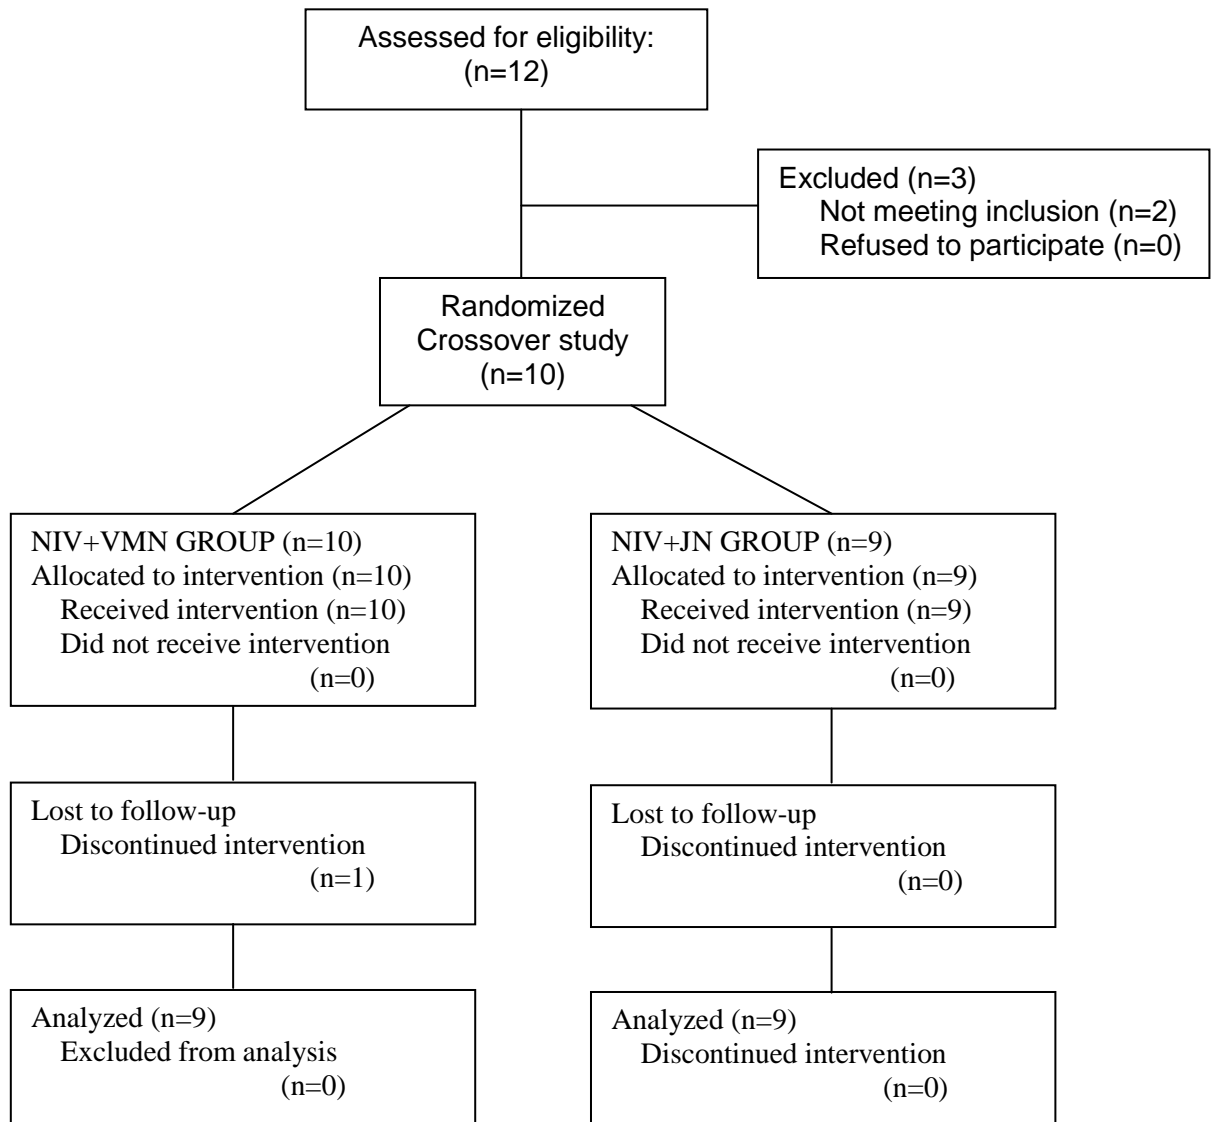 Assessed for eligibility:
(n=12)
Excluded (n=3)
Not meeting inclusion (n=2)
Refused to participate (n=0)
Randomized
Crossover study
(n=10)
NIV+VMN GROUP (n=10)
Allocated to intervention (n=10)
Received intervention (n=10)
Did not receive intervention
(n=0)
NIV+JN GROUP (n=9)
Allocated to intervention (n=9)
Received intervention (n=9)
Did not receive intervention
(n=0)
Lost to follow-up
Discontinued intervention
(n=1)
Lost to follow-up
Discontinued intervention
(n=0)
Analyzed (n=9)
Excluded from analysis
(n=0)
Analyzed (n=9)
Discontinued intervention
(n=0)